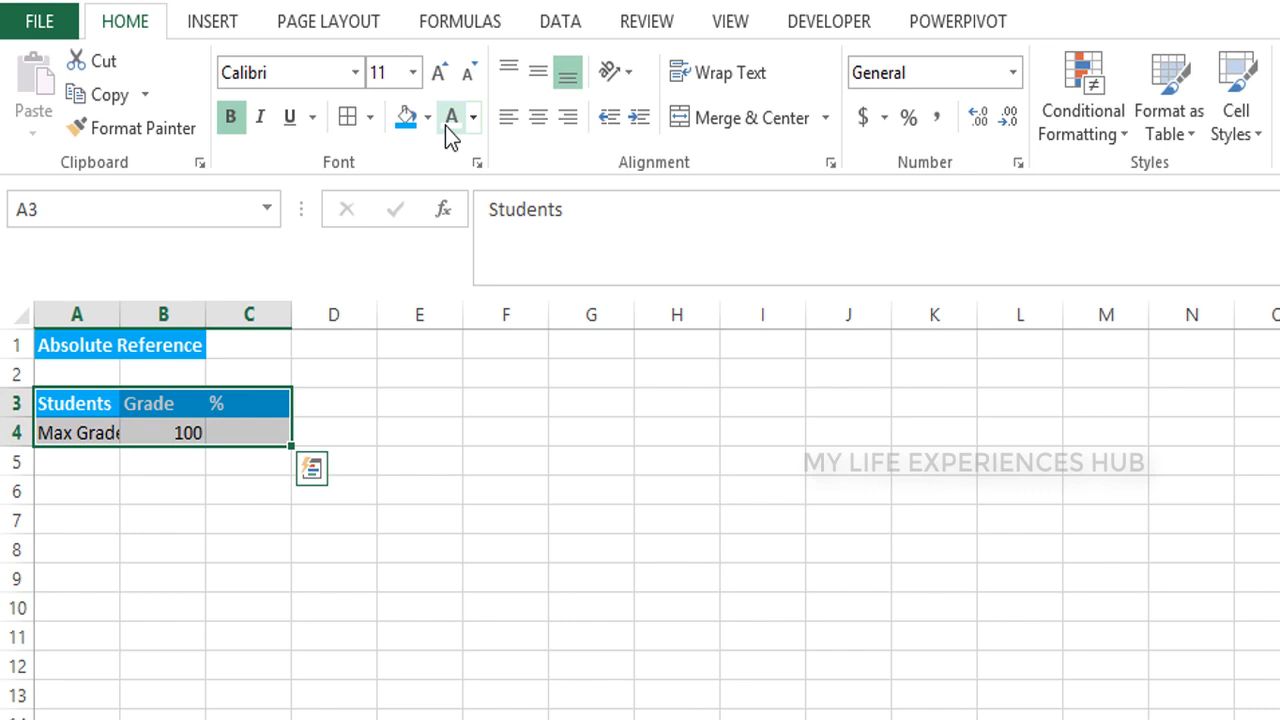 FILE HOME INSERT PAGE LAYOUT FORMULAS DATA REVIEW VIEW DEVELOPER POWERPIVOT
Paste
Cut
Copy
Format Painter
Clipboard
Calibri 11
B I U A
Font
Wrap Text
Merge & Center
Alignment
General
$ % ,
Number
Conditional Formatting
Format as Table
Cell Styles
Styles
A3 fx Students
A B C D E F G H I J K L M N
1 Absolute Reference
2
3 Students Grade %
4 Max Grade 100
5
MY LIFE EXPERIENCES HUB
6
7
8
9
10
11
12
13